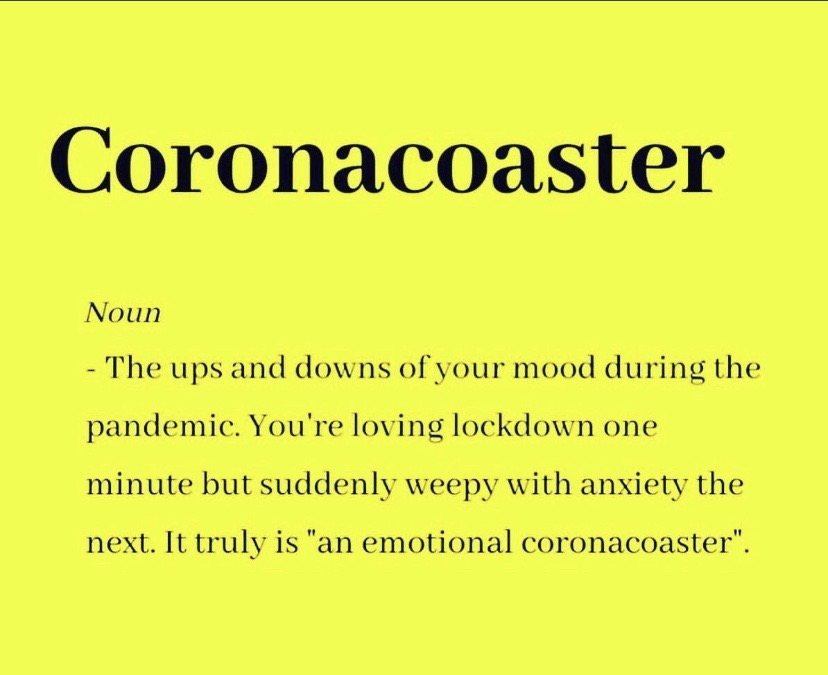 Coronacoaster
Noun
- The ups and downs of your mood during the
pandemic. You're loving lockdown one
minute but suddenly weepy with anxiety the
next. It truly is "an emotional coronacoaster".